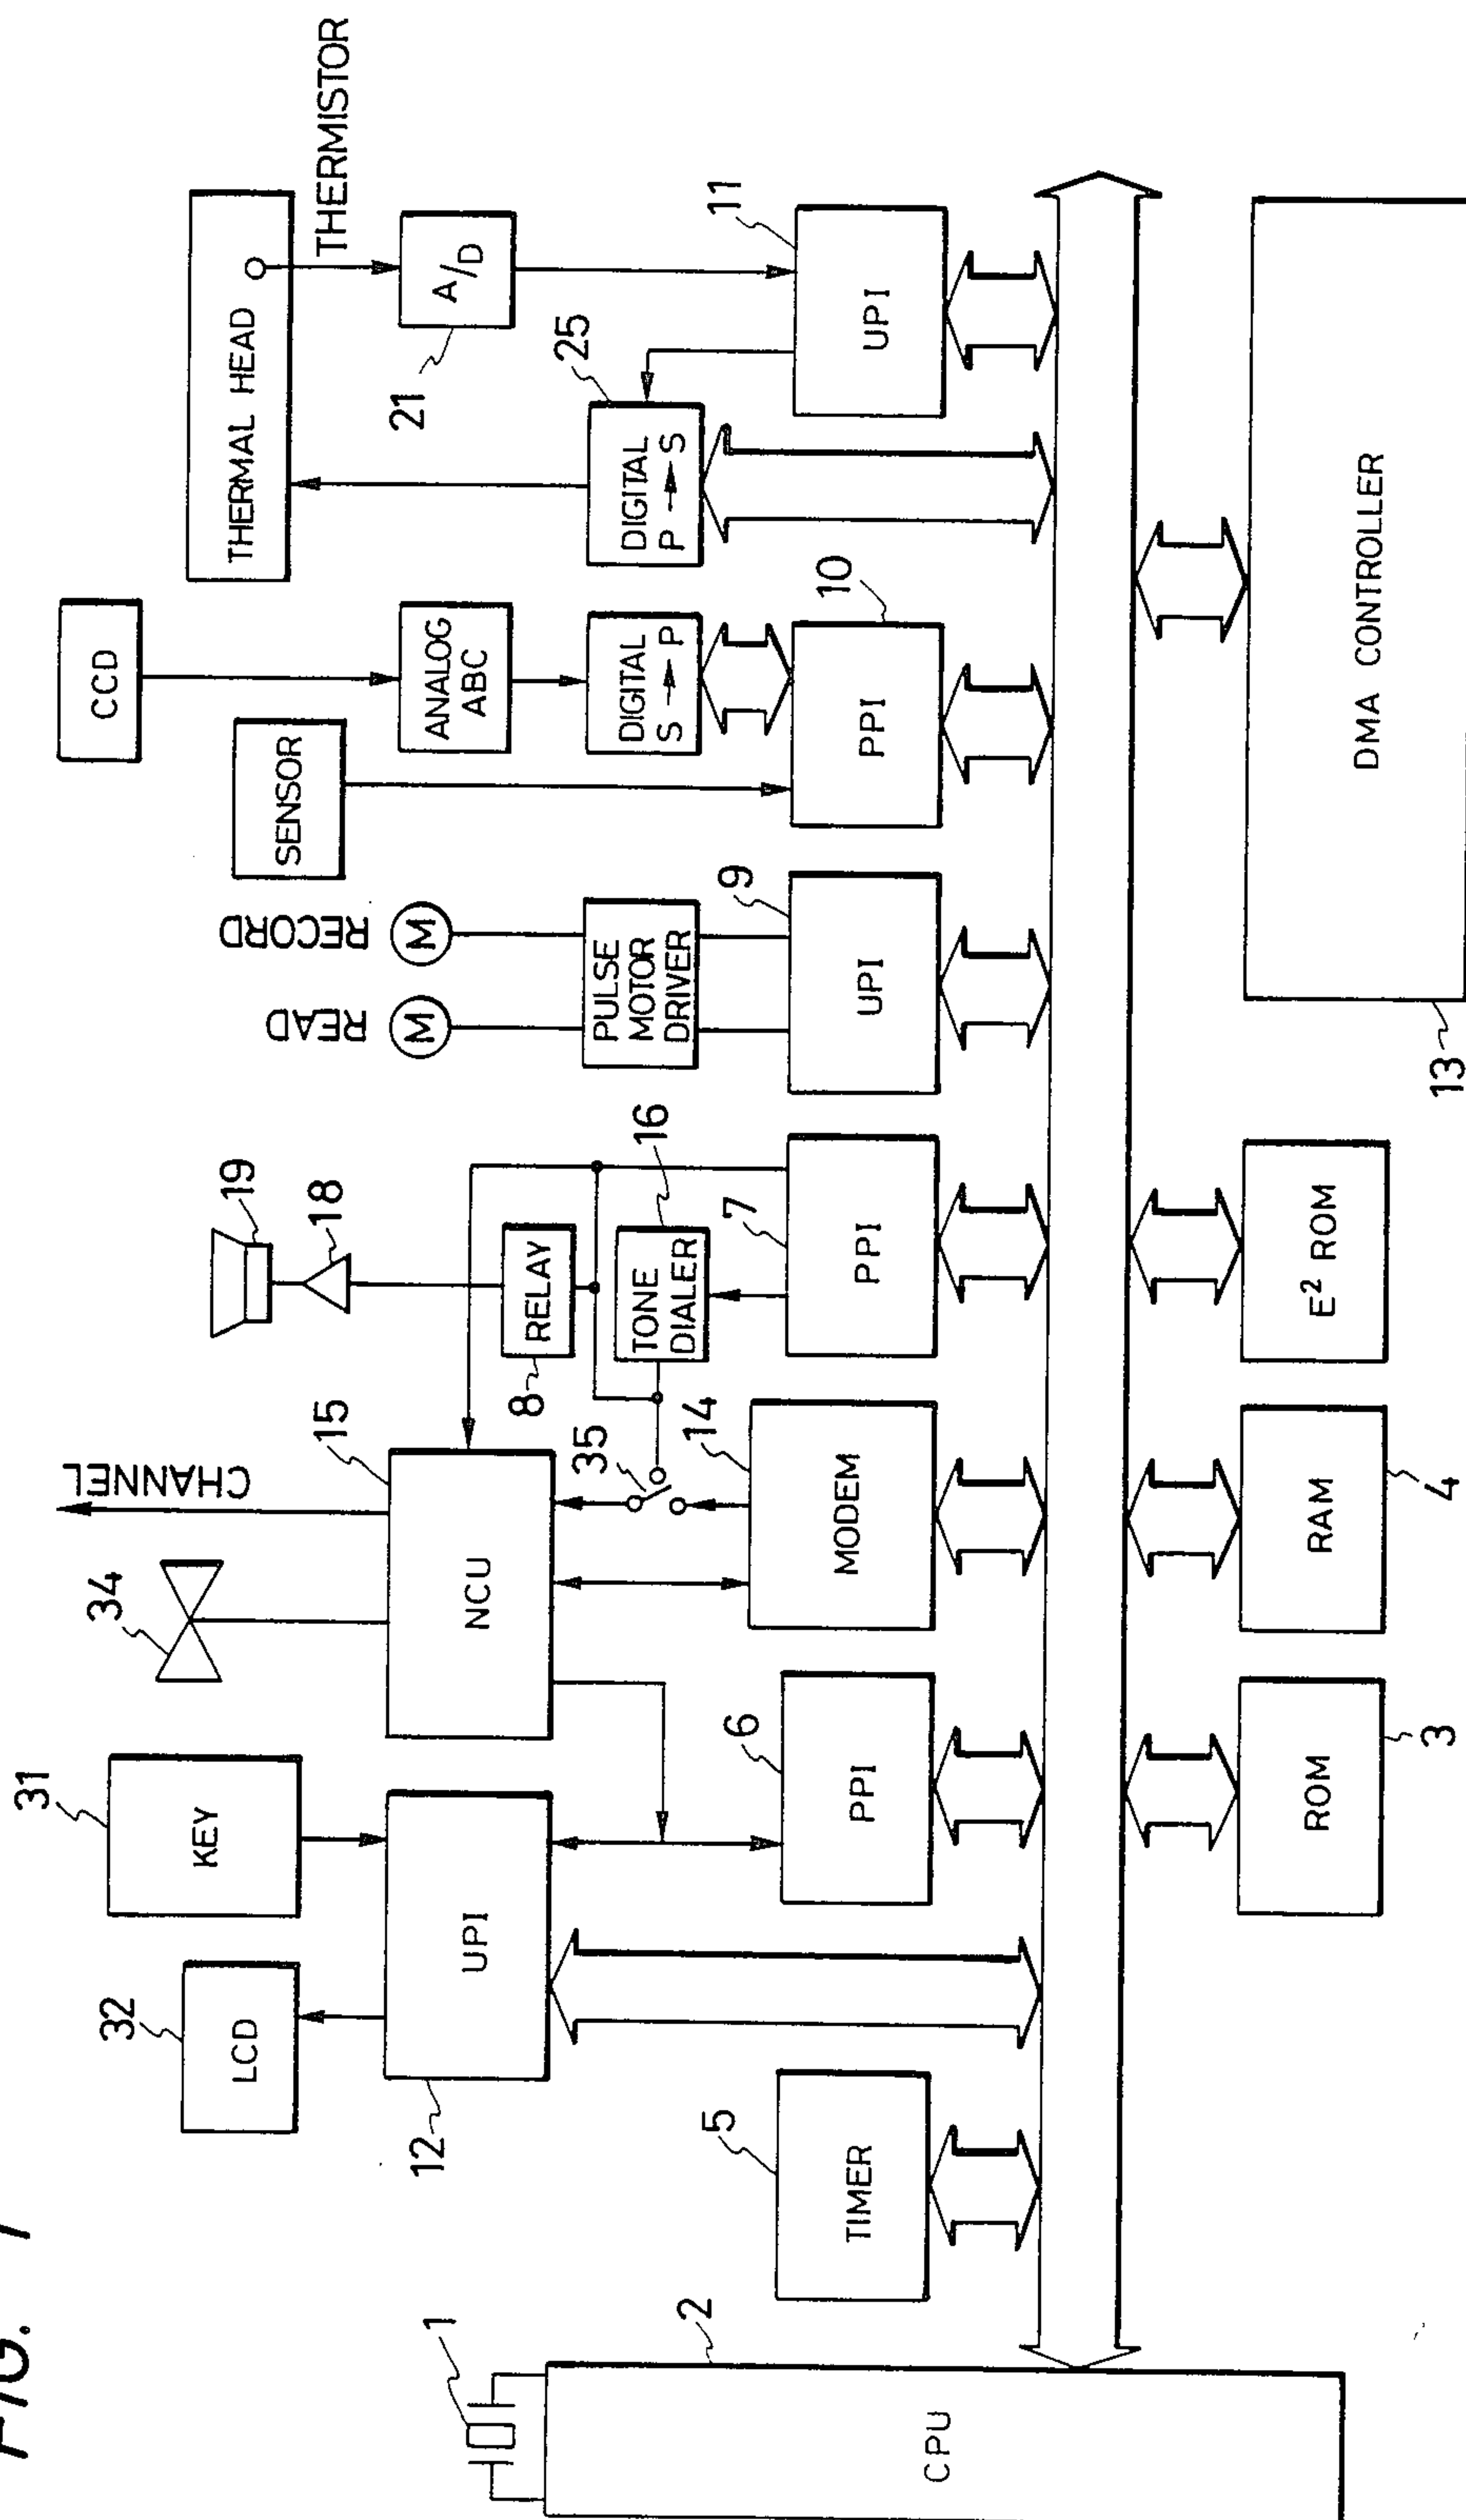 FIG. 1
1
2
CPU
5
TIMER
32
LCD
31
KEY
12
UPI
6
PPI
3
ROM
34
CHANNEL
15
NCU
35
14
MODEM
4
RAM
19
18
8
RELAY
16
TONE
DIALER
7
PPI
E² ROM
READ
RECORD
M
M
PULSE
MOTOR
DRIVER
9
UPI
SENSOR
CCD
ANALOG
ABC
DIGITAL
S → P
10
PPI
THERMAL HEAD
THERMISTOR
21
A/D
25
DIGITAL
P → S
11
UPI
13
DMA CONTROLLER